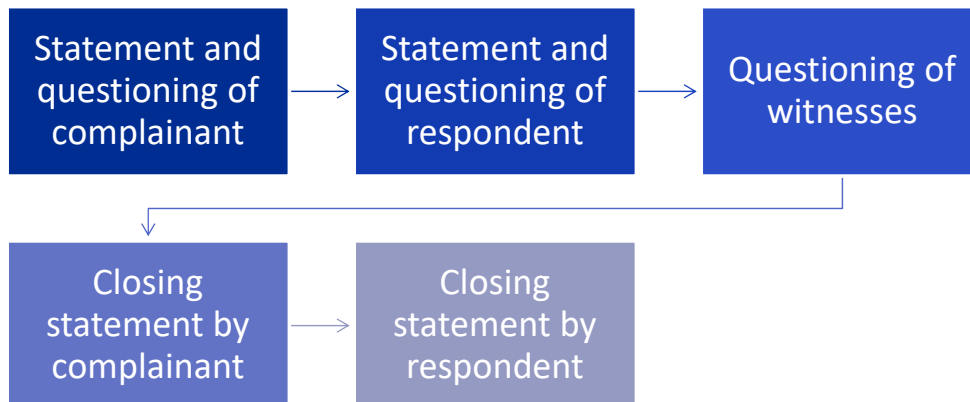 Statement and
questioning of
complainant
Statement and
questioning of
respondent
Questioning of
witnesses
Closing
statement by
complainant
Closing
statement by
respondent